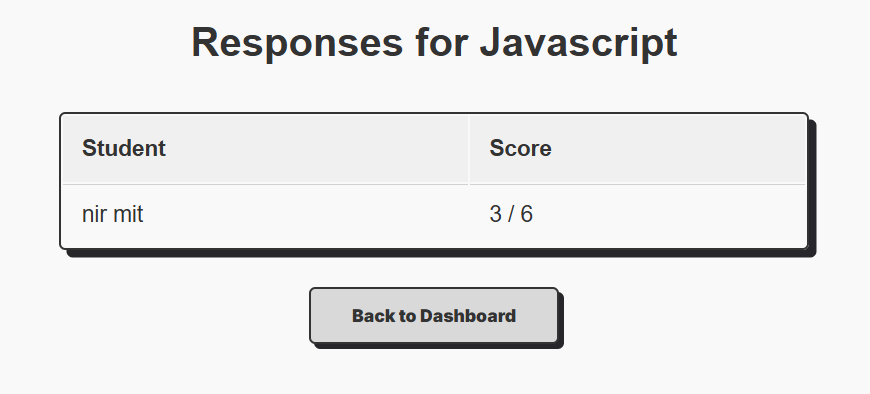 Responses for Javascript
Student Score
nir mit 3 / 6
Back to Dashboard